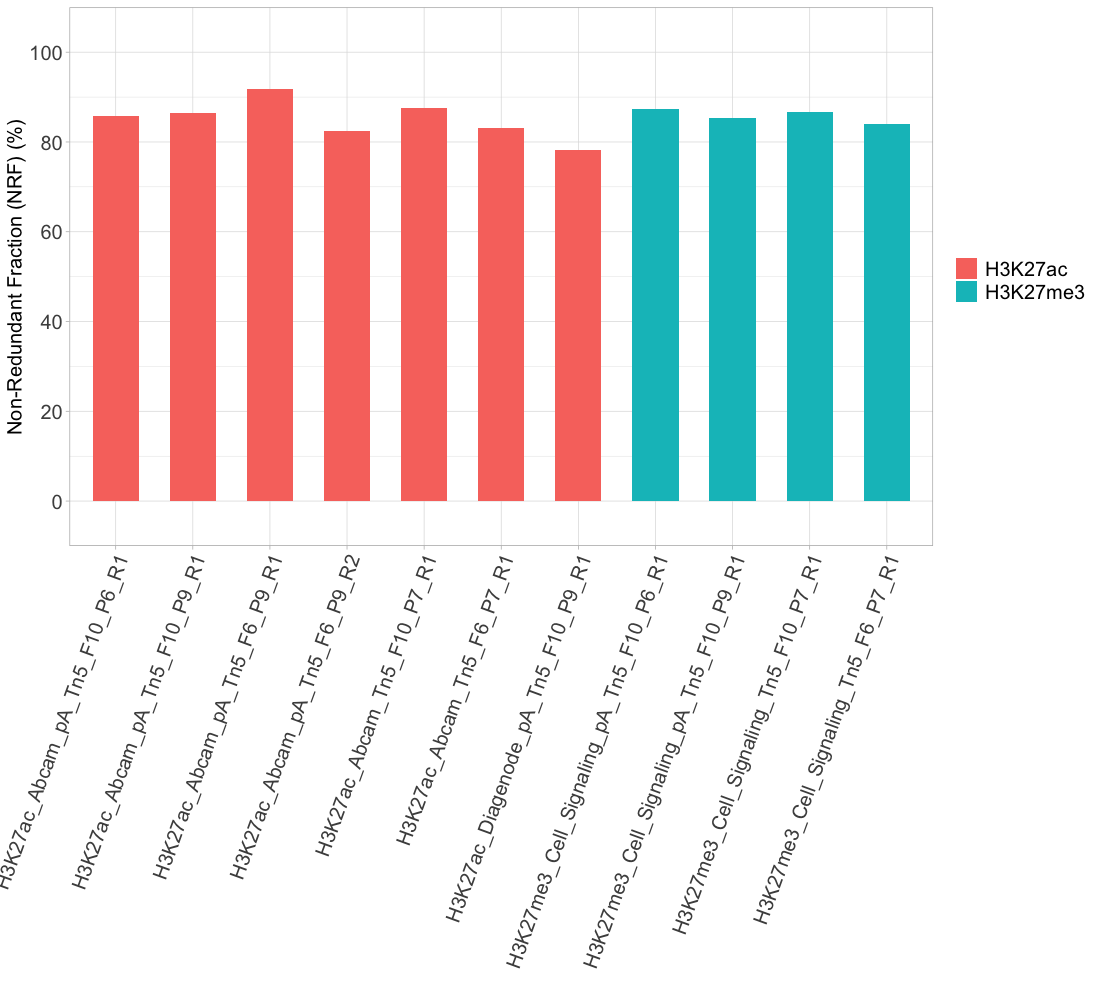 Non-Redundant Fraction (NRF) (%)
100
80
60
40
20
0
H3K27ac_Abcam_pA_Tn5_F10_P6_R1
H3K27ac_Abcam_pA_Tn5_F10_P9_R1
H3K27ac_Abcam_pA_Tn5_F6_P9_R1
H3K27ac_Abcam_pA_Tn5_F6_P9_R2
H3K27ac_Abcam_Tn5_F10_P7_R1
H3K27ac_Abcam_Tn5_F6_P7_R1
H3K27ac_Diagenode_pA_Tn5_F10_P9_R1
H3K27me3_Cell_Signaling_pA_Tn5_F10_P6_R1
H3K27me3_Cell_Signaling_pA_Tn5_F10_P9_R1
H3K27me3_Cell_Signaling_Tn5_F10_P7_R1
H3K27me3_Cell_Signaling_Tn5_F6_P7_R1
H3K27ac
H3K27me3